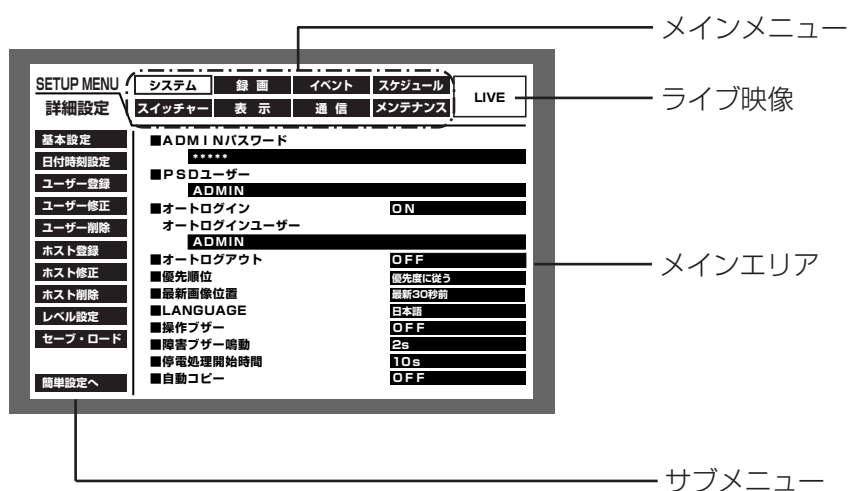 メインメニュー
SETUP MENU
詳細設定
システム
録 画
イベント
スケジュール
スイッチャー
表 示
通 信
メンテナンス
LIVE
ライブ映像
基本設定
日付時刻設定
ユーザー登録
ユーザー修正
ユーザー削除
ホスト登録
ホスト修正
ホスト削除
レベル設定
セーブ・ロード
簡単設定へ
■ADMINパスワード
*****
■PSDユーザー
ADMIN
■オートログイン ON
オートログインユーザー
ADMIN
■オートログアウト OFF
■優先順位 優先度に従う
■最新画像位置 最新30秒前
■LANGUAGE 日本語
■操作ブザー OFF
■障害ブザー鳴動 2s
■停電処理開始時間 10s
■自動コピー OFF
メインエリア
サブメニュー